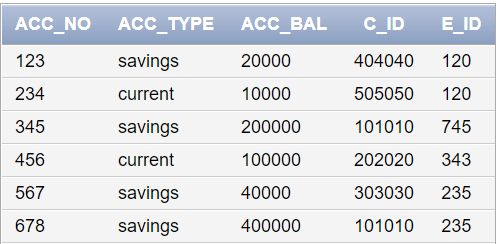 ACC_NO ACC_TYPE ACC_BAL C_ID E_ID
123 savings 20000 404040 120
234 current 10000 505050 120
345 savings 200000 101010 745
456 current 100000 202020 343
567 savings 40000 303030 235
678 savings 400000 101010 235